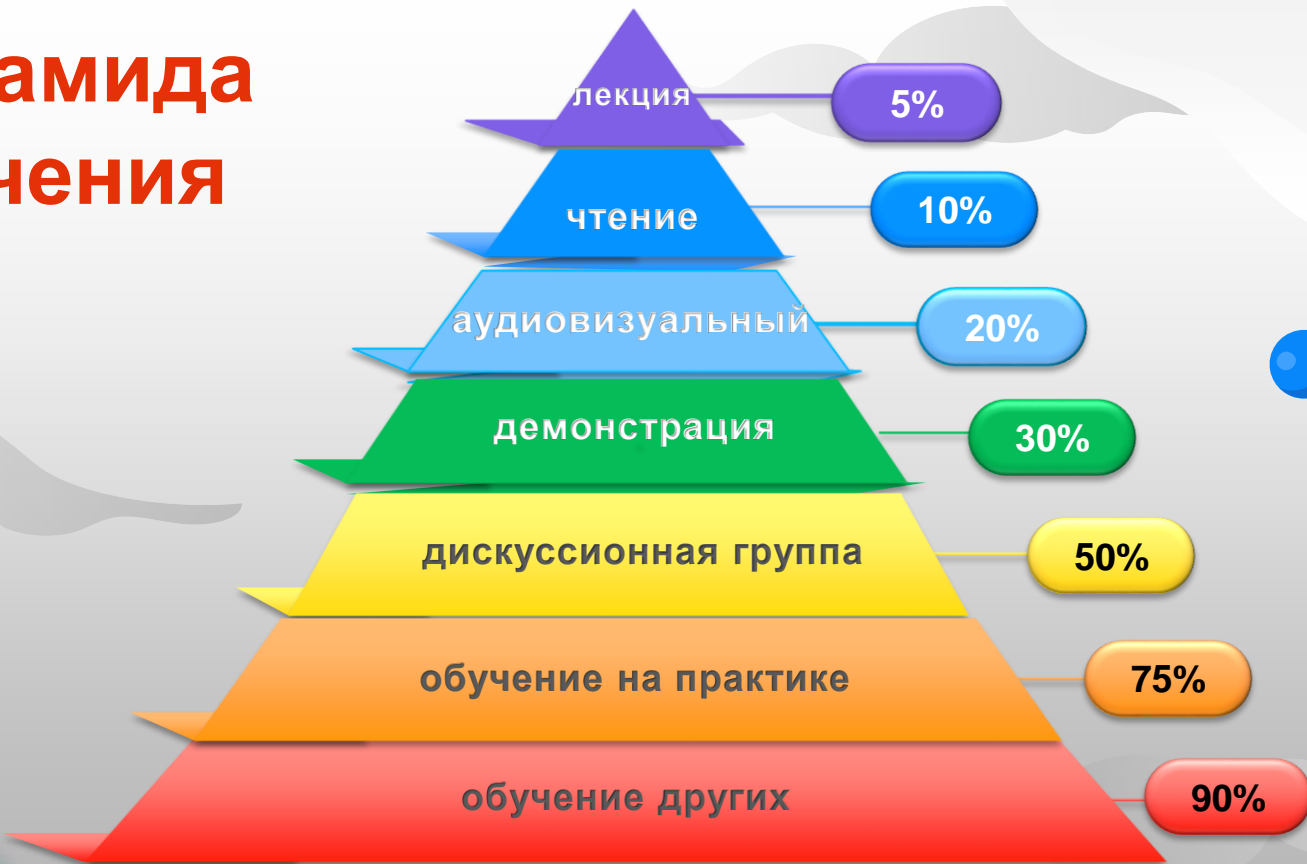 амида
чения
лекция
5%
чтение
10%
аудиовизуальный
20%
демонстрация
30%
дискуссионная группа
50%
обучение на практике
75%
обучение других
90%